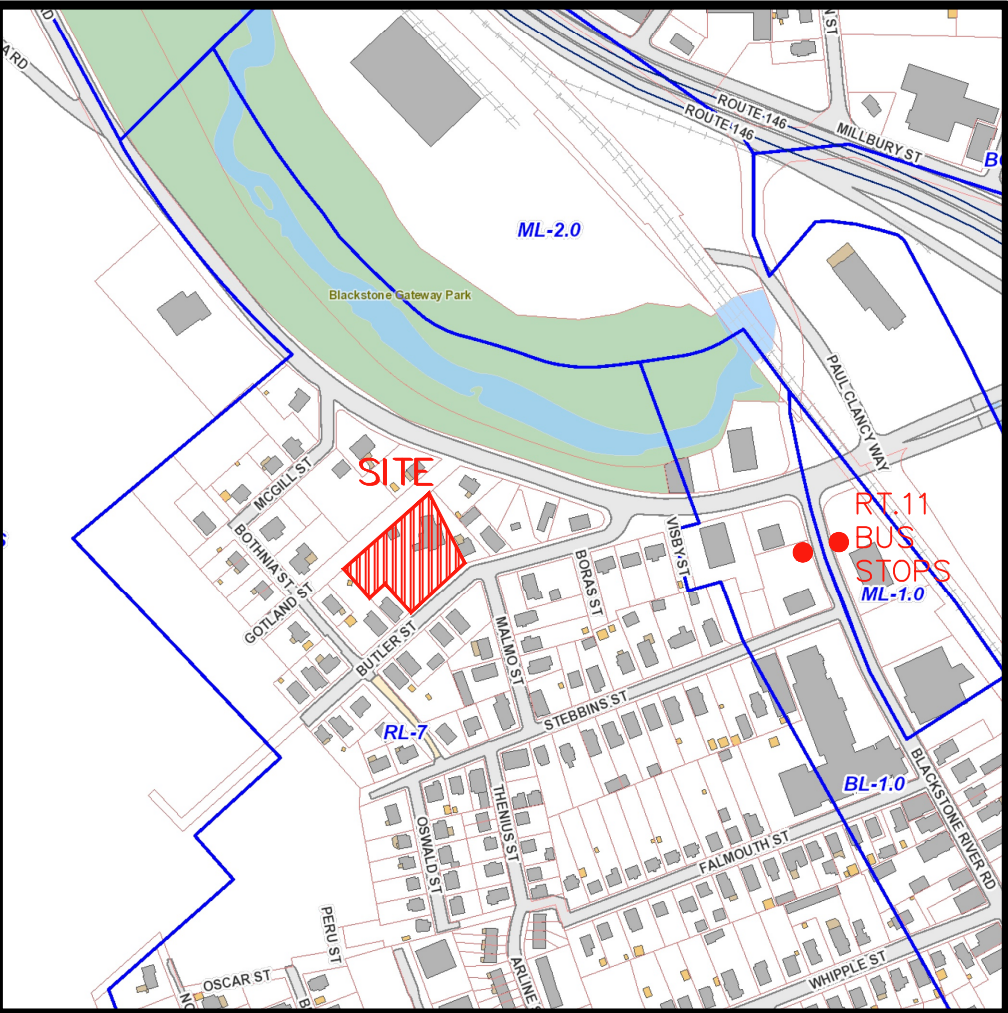 N ST
ROUTE 146
ROUTE 146
MILLBURY ST
ML-2.0
Blackstone Gateway Park
PAUL CLANCY WAY
SITE
MCGILL ST
RT.11
BUS
STOPS
VISBY ST
BOTHNIA ST
BORAS ST
GOTLAND ST
ML-1.0
BUTLER ST
MALMO ST
STEBBINS ST
RL-7
BL-1.0
BLACKSTONE RIVER RD
THENIUS ST
OSWALD ST
FALMOUTH ST
PERU ST
WHIPPLE ST
OSCAR ST
ARLINE S